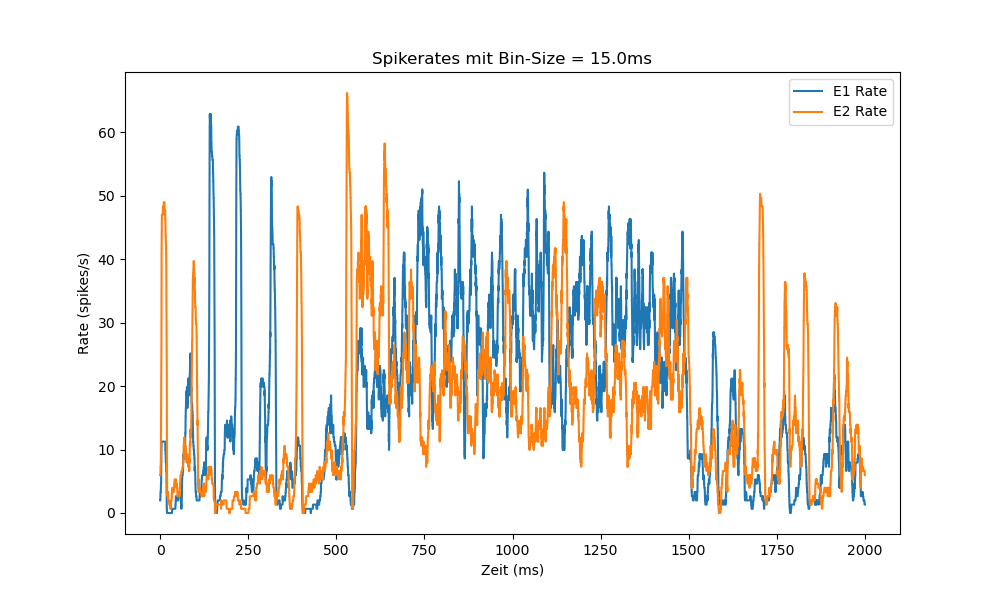 Spikerates mit Bin-Size = 15.0ms
E1 Rate
E2 Rate
Rate (spikes/s)
60
50
40
30
20
10
0
0 250 500 750 1000 1250 1500 1750 2000
Zeit (ms)